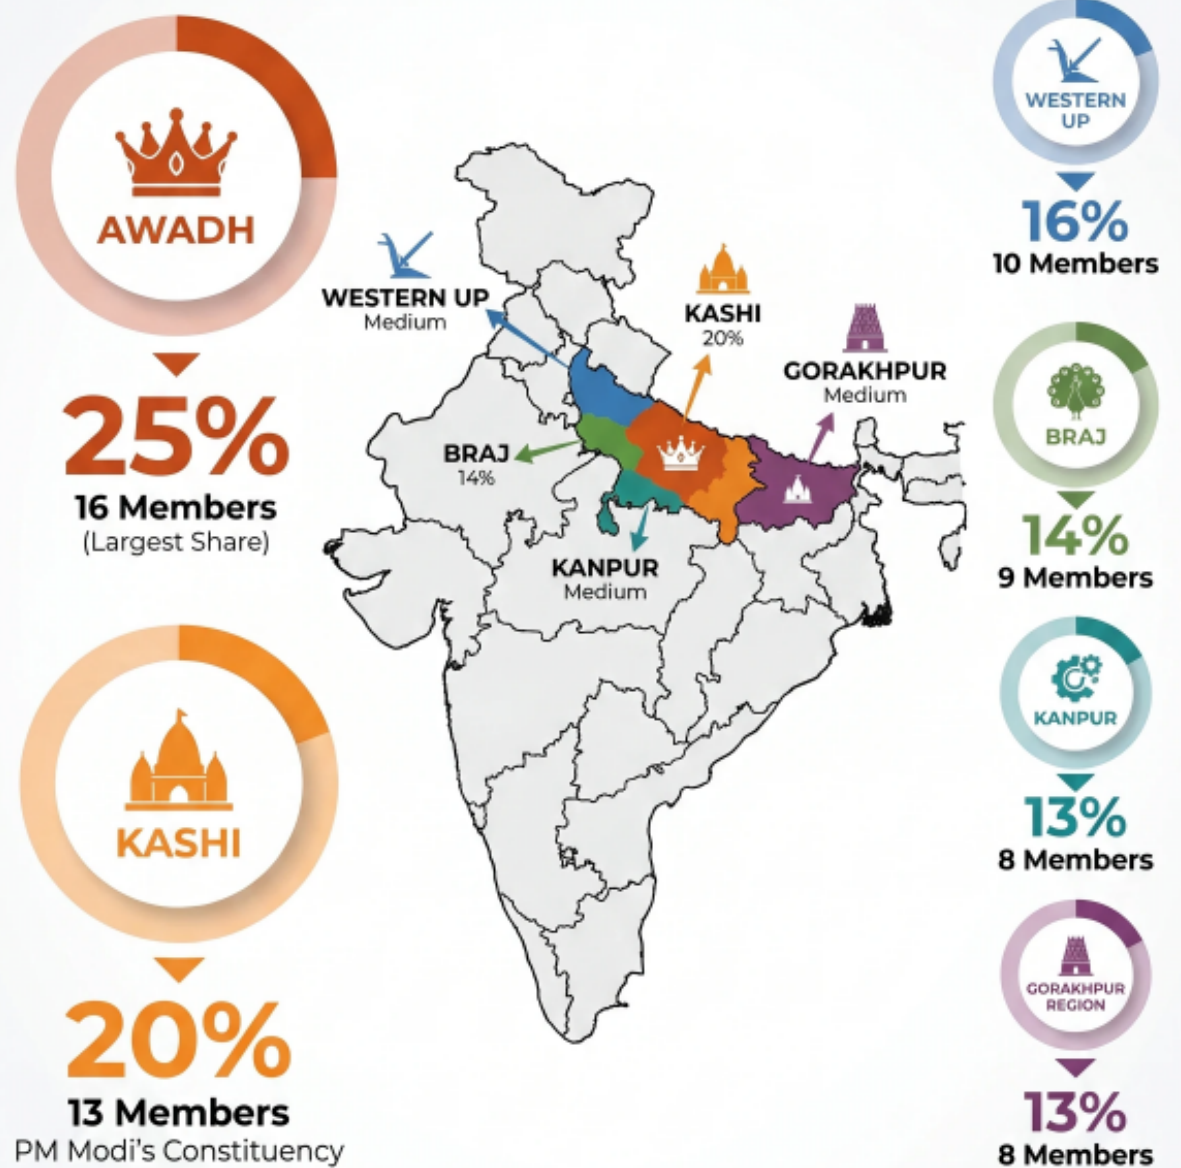 AWADH
25%
16 Members
(Largest Share)
KASHI
20%
13 Members
PM Modi's Constituency
WESTERN UP
Medium
KASHI
20%
GORAKHPUR
Medium
BRAJ
14%
KANPUR
Medium
WESTERN
UP
16%
10 Members
BRAJ
14%
9 Members
KANPUR
13%
8 Members
GORAKHPUR
REGION
13%
8 Members